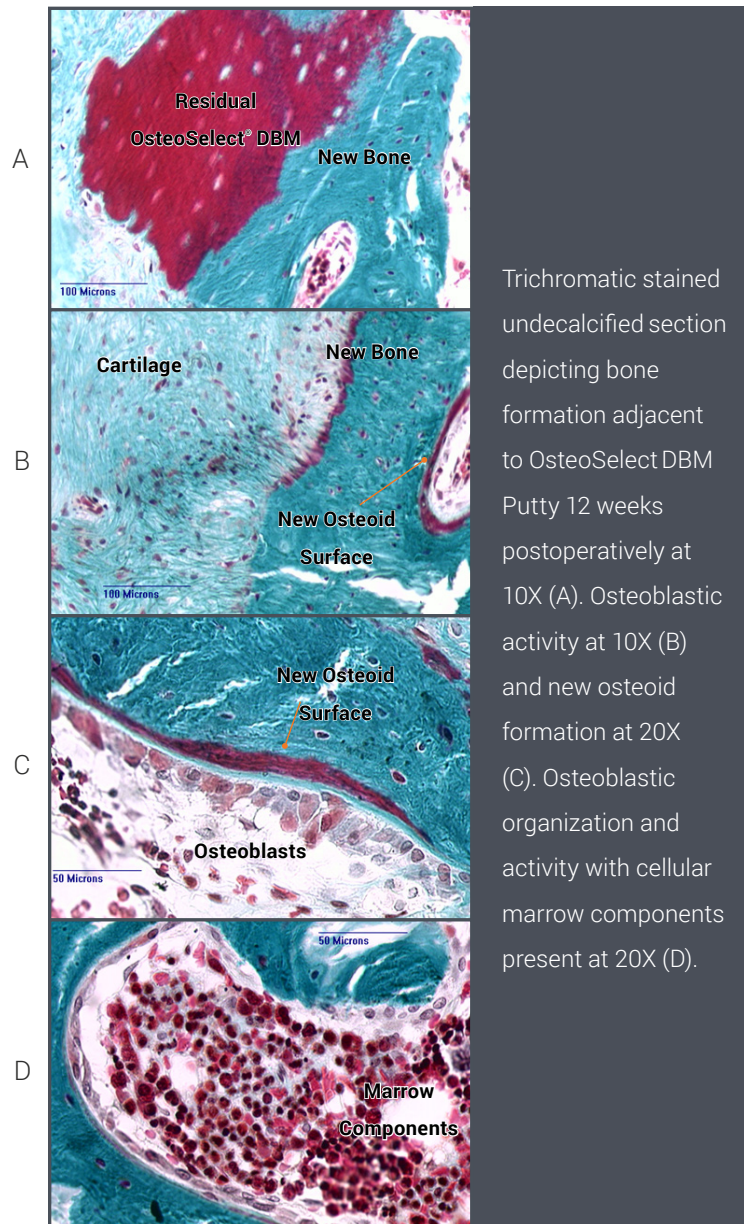 A
Residual
OsteoSelect® DBM
New Bone
100 Microns
B
Cartilage
New Bone
New Osteoid
Surface
100 Microns
C
New Osteoid
Surface
Osteoblasts
50 Microns
D
50 Microns
Marrow
Components
Trichromatic stained
undecalcified section
depicting bone
formation adjacent
to OsteoSelect DBM
Putty 12 weeks
postoperatively at
10X (A). Osteoblastic
activity at 10X (B)
and new osteoid
formation at 20X
(C). Osteoblastic
organization and
activity with cellular
marrow components
present at 20X (D).